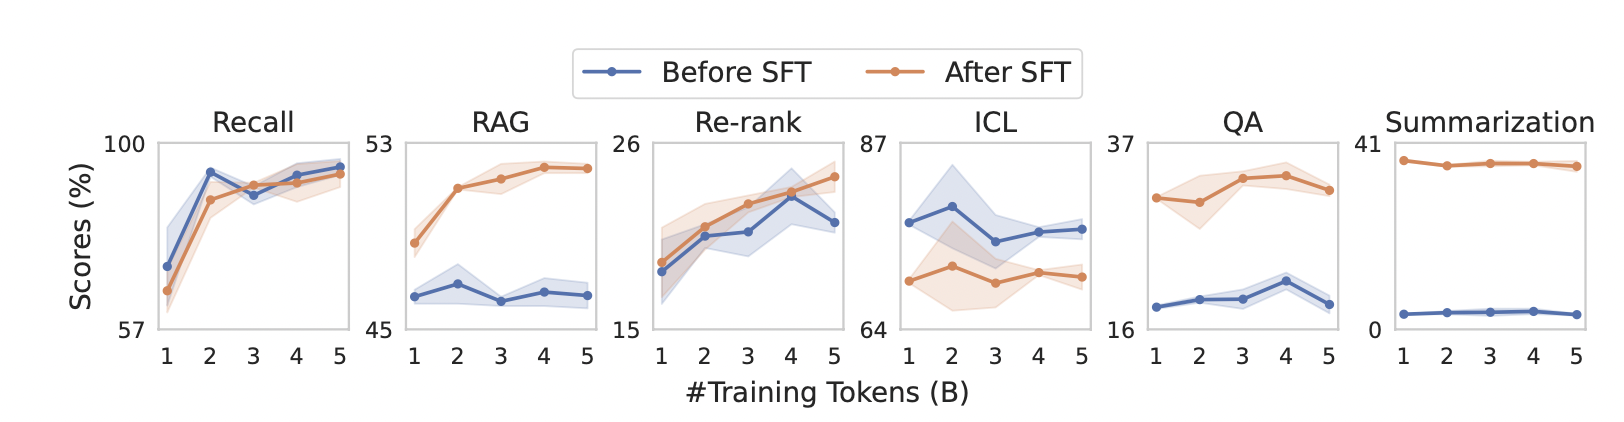 Before SFT After SFT
Recall RAG Re-rank ICL QA Summarization
100 53 26 87 37 41
Scores (%)
57 45 15 64 16 0
1 2 3 4 5 1 2 3 4 5 1 2 3 4 5 1 2 3 4 5 1 2 3 4 5 1 2 3 4 5
#Training Tokens (B)